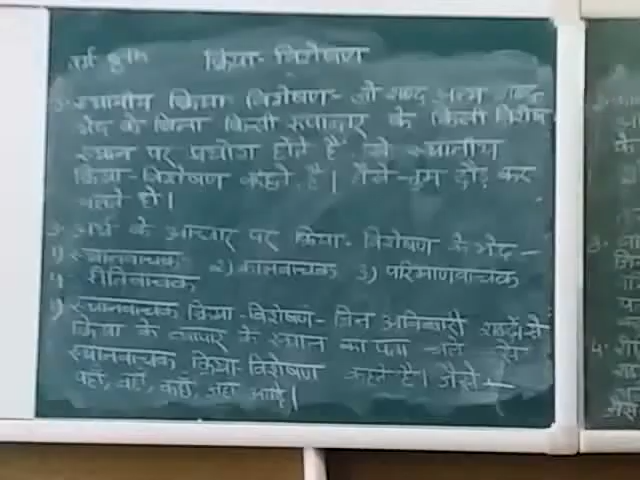 क्रिया-विशेषण
3- स्थानीय क्रिया विशेषण- जो शब्द अन्य शब्द
भेद के बिना किसी रूपांतर के किसी विशेष
स्थान पर प्रयोग होते हैं वे स्थानीय
क्रिया-विशेषण कहते हैं। जैसे-तुम दौड़ कर
चलते हो।
अर्थ के आधार पर क्रिया-विशेषण के भेद-
1) स्थानवाचक 2) कालवाचक 3) परिमाणवाचक
4 रीतिवाचक
1) स्थानवाचक क्रिया-विशेषण- जिन अविकारी शब्दों से
क्रिया के व्यापार के स्थान का पता चले
स्थानवाचक क्रिया-विशेषण कहते हैं। जैसे-
यहाँ, वहाँ, कहाँ, जहाँ आदि।